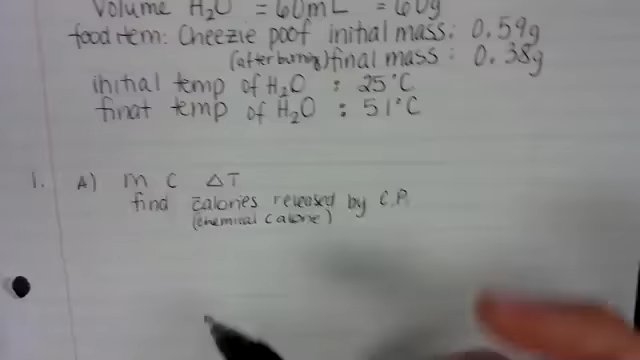 Volume H₂O = 60mL = 60g
food item: Cheezie poof initial mass: 0.59g
(after burning) final mass: 0.38g
initial temp of H₂O : 25°C
final temp of H₂O : 51°C
1. A) m c ΔT
find calories released by C.P.
(chemical calorie)